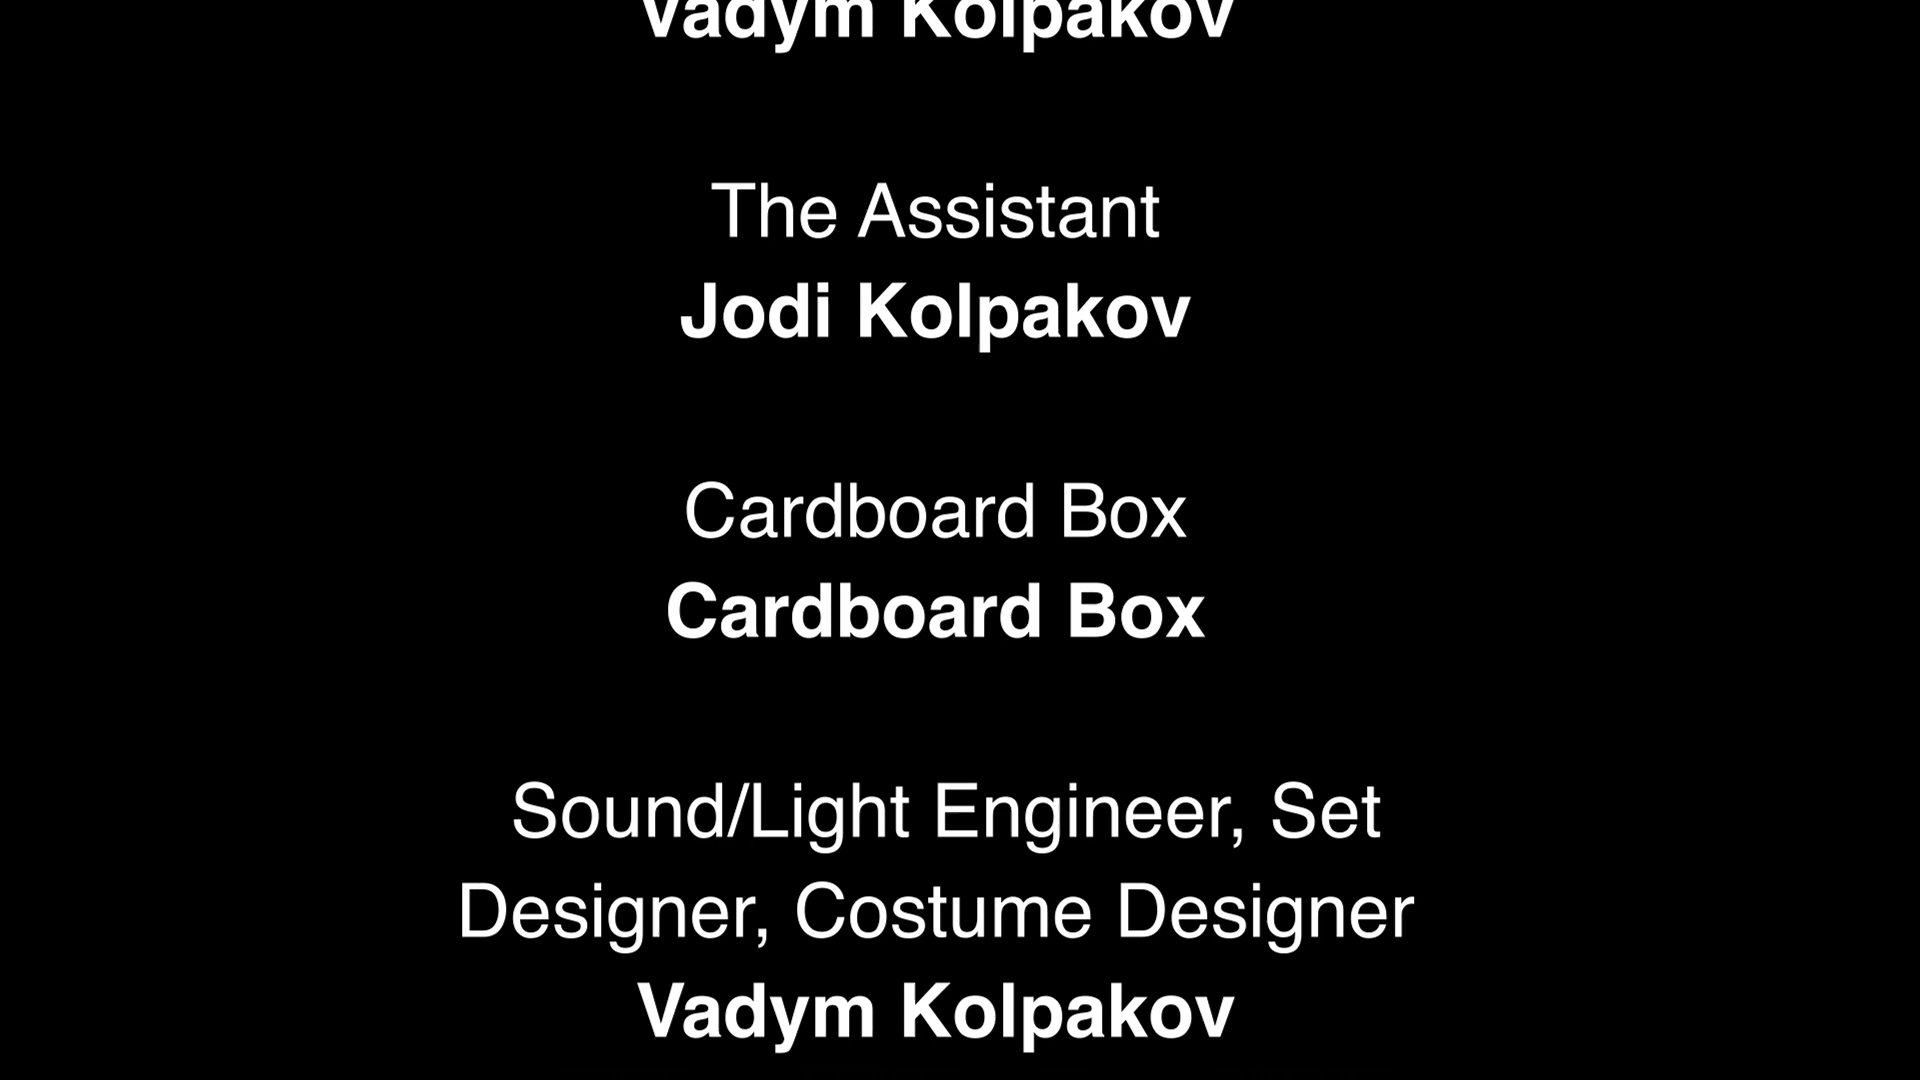 Vadym Kolpakov
The Assistant
Jodi Kolpakov
Cardboard Box
Cardboard Box
Sound/Light Engineer, Set
Designer, Costume Designer
Vadym Kolpakov